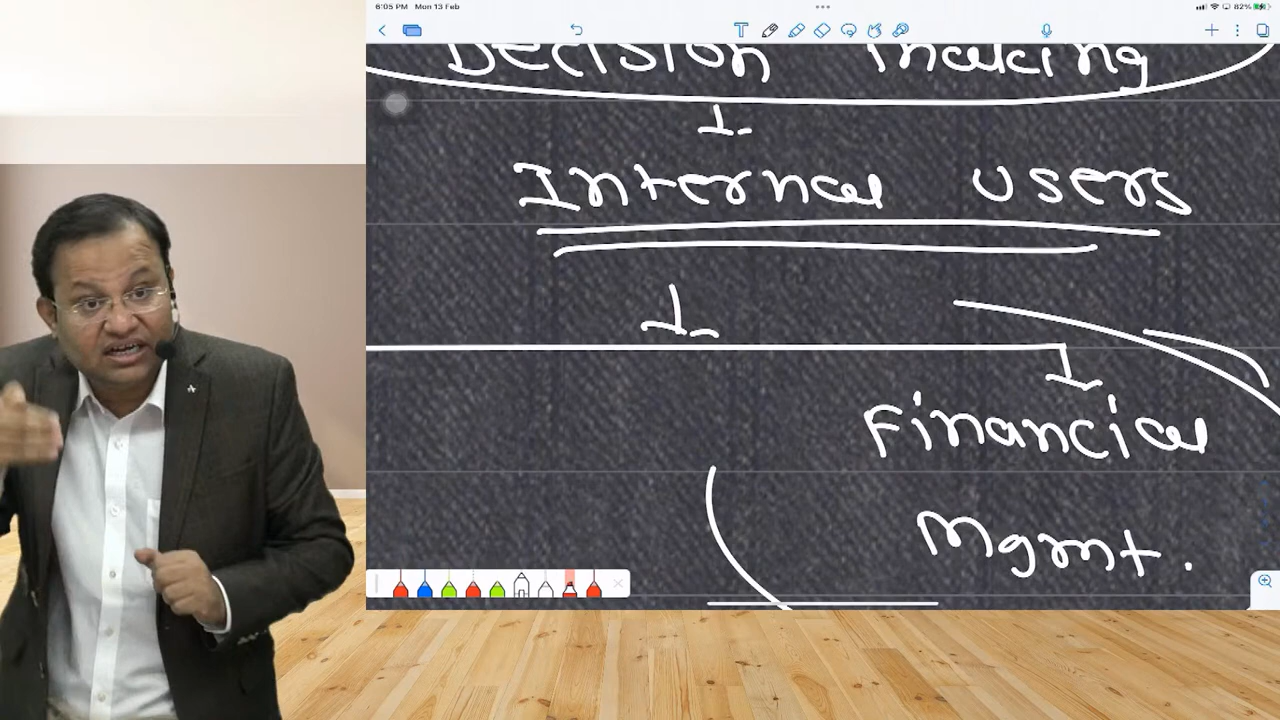 6:05 PM Mon 13 Feb
82%
Decision Making
Internal Users
Financial
Mgmt.